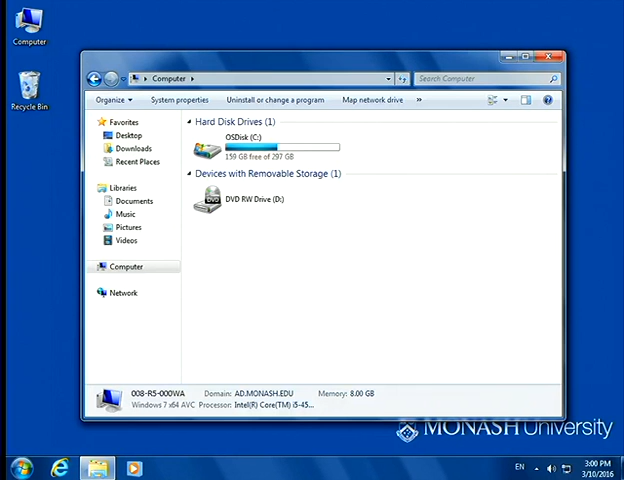 Computer
Recycle Bin
Computer
Search Computer
Organize
System properties
Uninstall or change a program
Map network drive
»
Favorites
Desktop
Downloads
Recent Places
Libraries
Documents
Music
Pictures
Videos
Computer
Network
Hard Disk Drives (1)
OSDisk (C:)
159 GB free of 297 GB
Devices with Removable Storage (1)
DVD
DVD RW Drive (D:)
008-R5-000WA
Domain: AD.MONASH.EDU
Memory: 8.00 GB
Windows 7 x64 AVC
Processor: Intel(R) Core(TM) i5-45...
MONASH University
EN
3:00 PM
3/10/2016